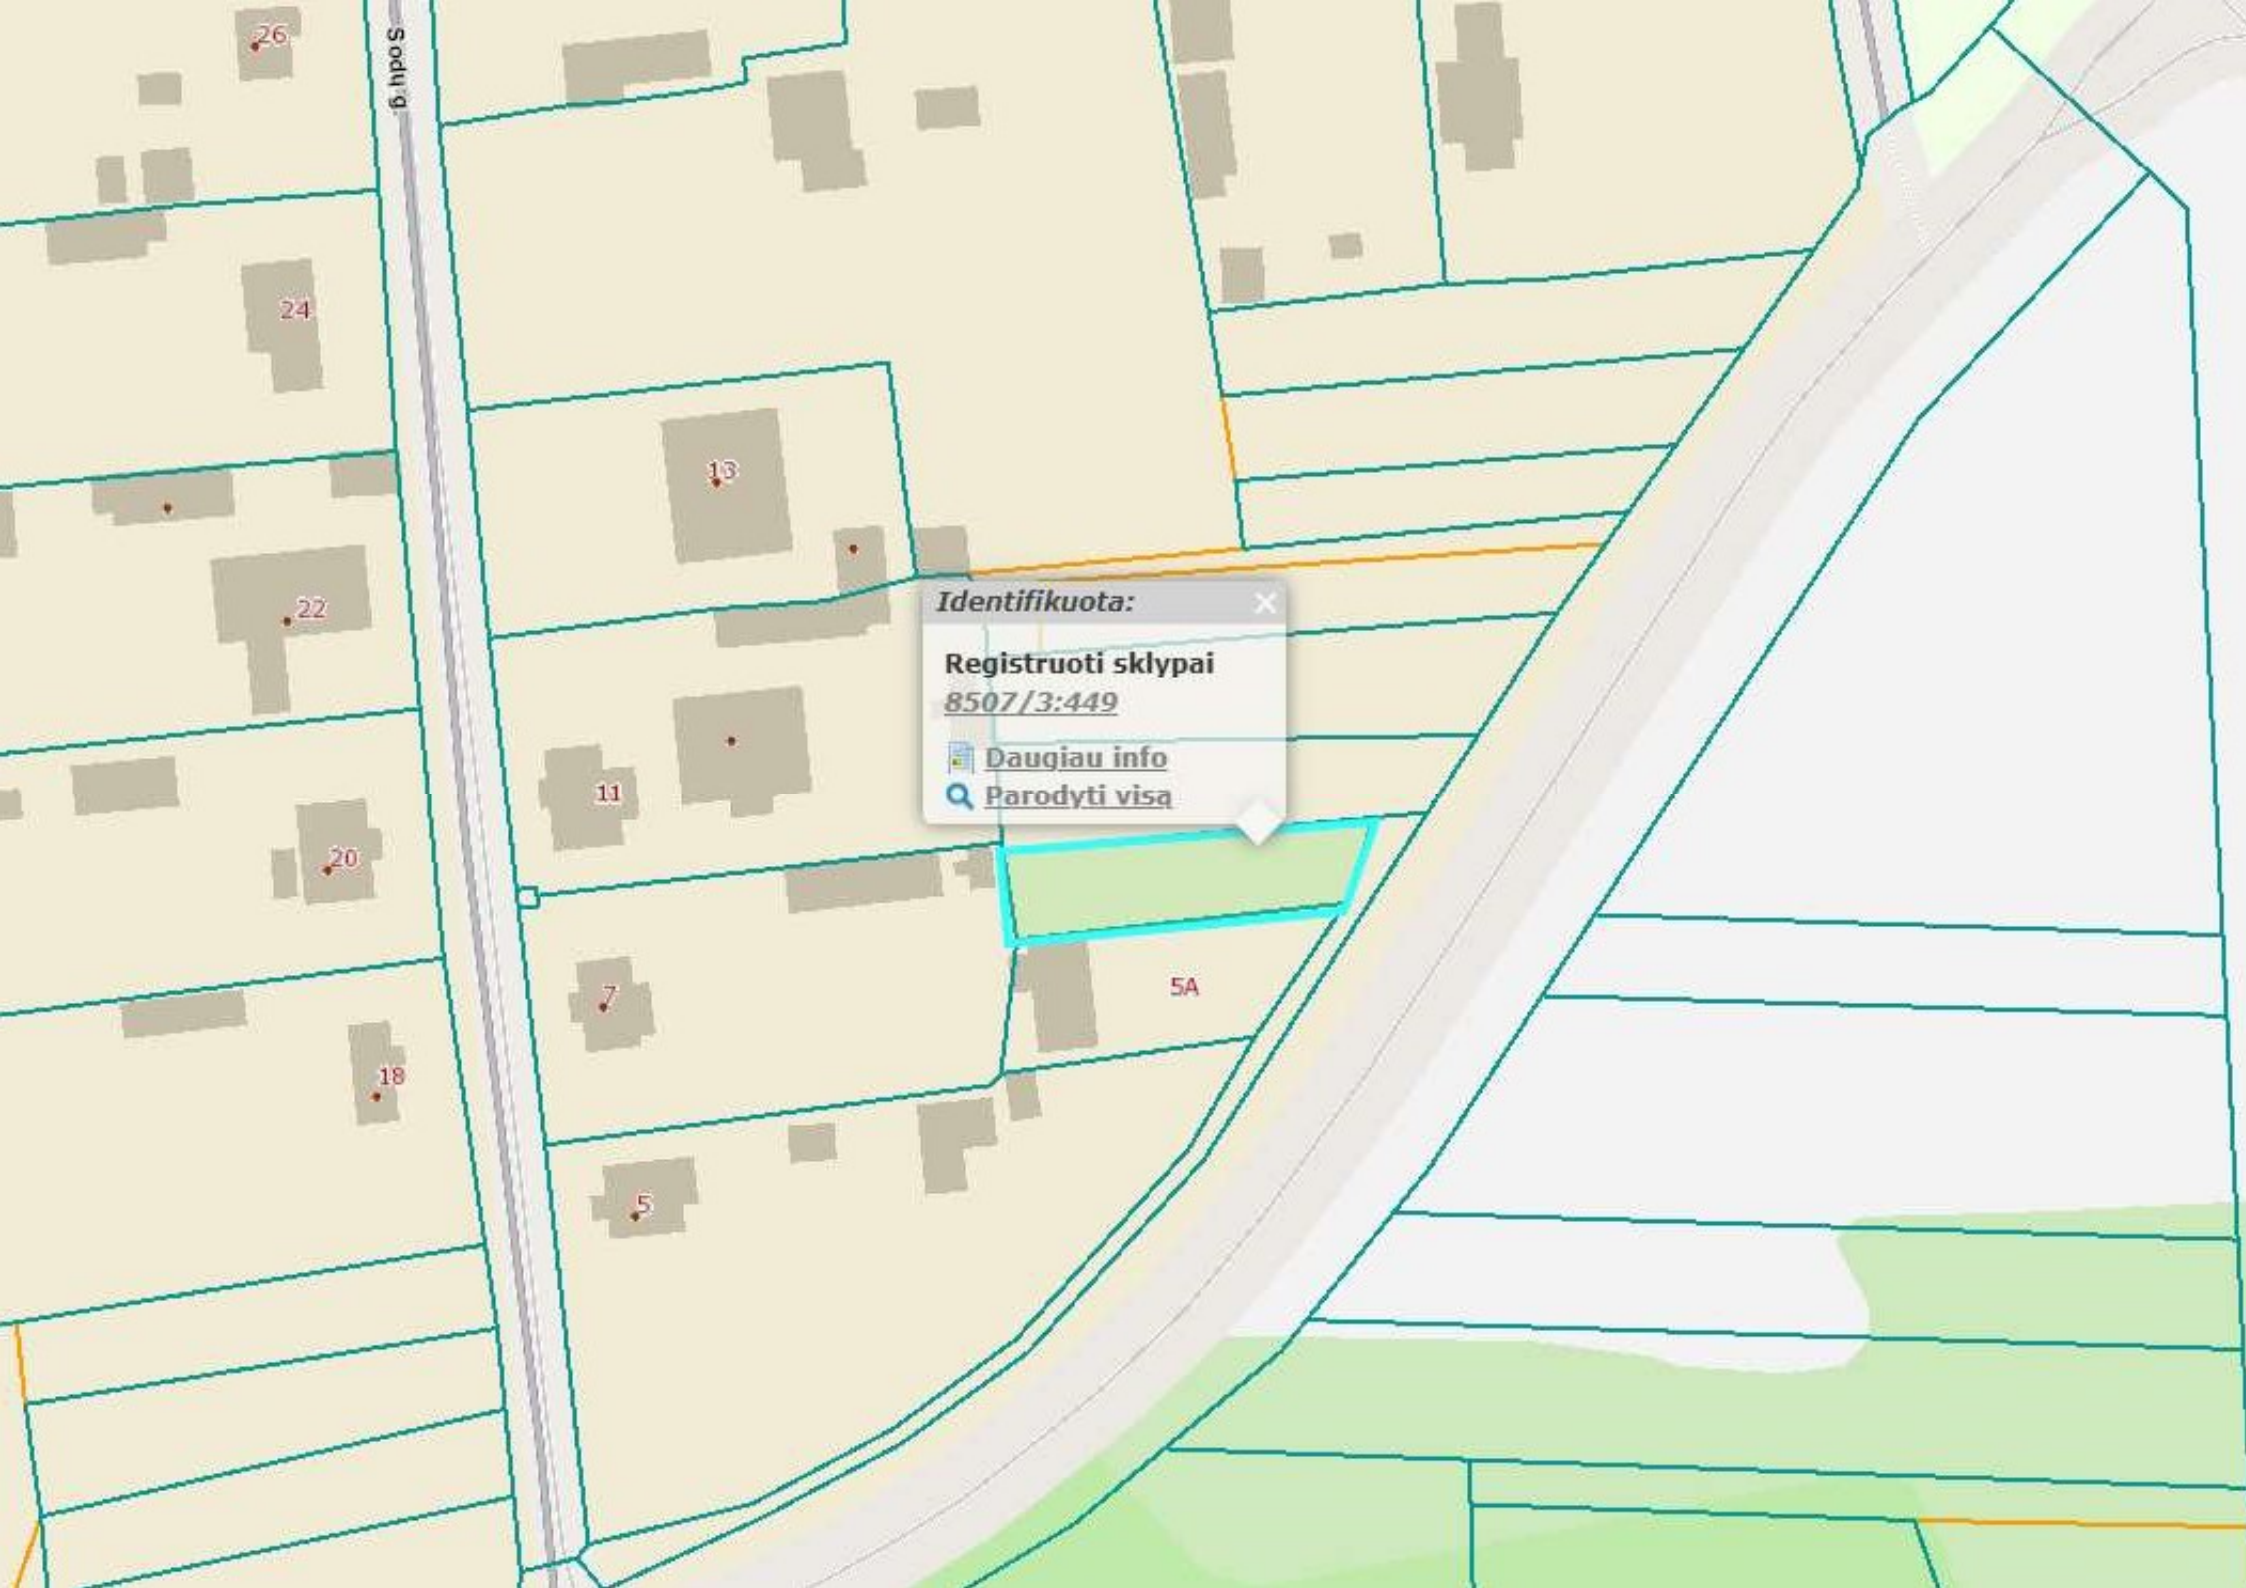 26
Sodų g.
24
13
22
Identifikuota:
Registruoti sklypai
8507/3:449
Daugiau info
Parodyti visą
11
20
7
5A
18
5